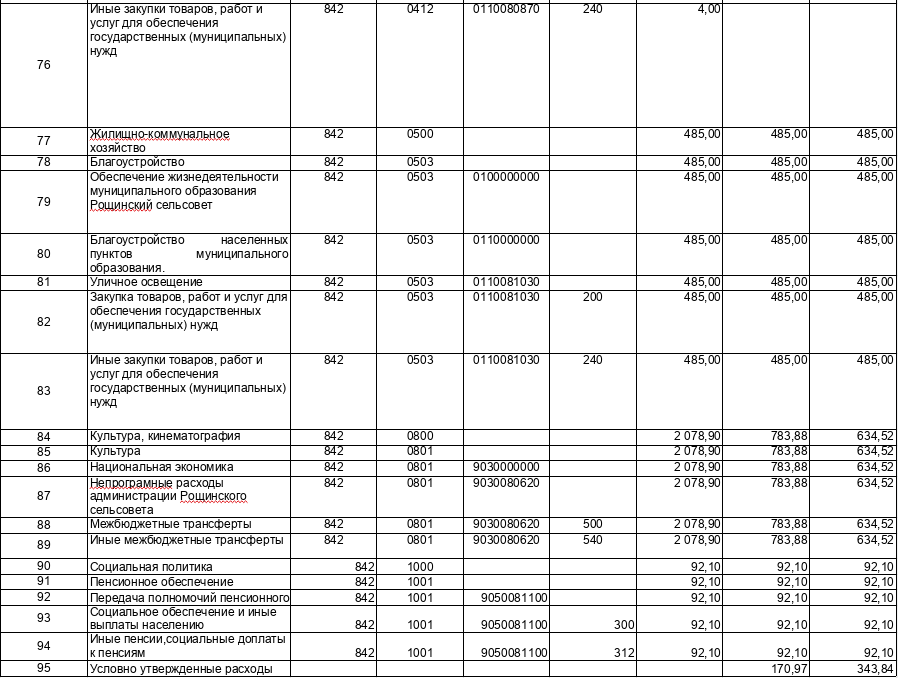 76 Иные закупки товаров, работ и 842 0412 0110080870 240 4,00
услуг для обеспечения
государственных (муниципальных)
нужд
77 Жилищно-коммунальное 842 0500 485,00 485,00 485,00
хозяйство
78 Благоустройство 842 0503 485,00 485,00 485,00
79 Обеспечение жизнедеятельности 842 0503 0100000000 485,00 485,00 485,00
муниципального образования
Рощинский сельсовет
80 Благоустройство населенных 842 0503 0110000000 485,00 485,00 485,00
пунктов муниципального
образования.
81 Уличное освещение 842 0503 0110081030 485,00 485,00 485,00
82 Закупка товаров, работ и услуг для 842 0503 0110081030 200 485,00 485,00 485,00
обеспечения государственных
(муниципальных) нужд
83 Иные закупки товаров, работ и 842 0503 0110081030 240 485,00 485,00 485,00
услуг для обеспечения
государственных (муниципальных)
нужд
84 Культура, кинематография 842 0800 2 078,90 783,88 634,52
85 Культура 842 0801 2 078,90 783,88 634,52
86 Национальная экономика 842 0801 9030000000 2 078,90 783,88 634,52
87 Непрограмные расходы 842 0801 9030080620 2 078,90 783,88 634,52
администрации Рощинского
сельсовета
88 Межбюджетные трансферты 842 0801 9030080620 500 2 078,90 783,88 634,52
89 Иные межбюджетные трансферты 842 0801 9030080620 540 2 078,90 783,88 634,52
90 Социальная политика 842 1000 92,10 92,10 92,10
91 Пенсионное обеспечение 842 1001 92,10 92,10 92,10
92 Передача полномочий пенсионного 842 1001 9050081100 92,10 92,10 92,10
93 Социальное обеспечение и иные
выплаты населению 842 1001 9050081100 300 92,10 92,10 92,10
94 Иные пенсии,социальные доплаты
к пенсиям 842 1001 9050081100 312 92,10 92,10 92,10
95 Условно утвержденные расходы 170,97 343,84